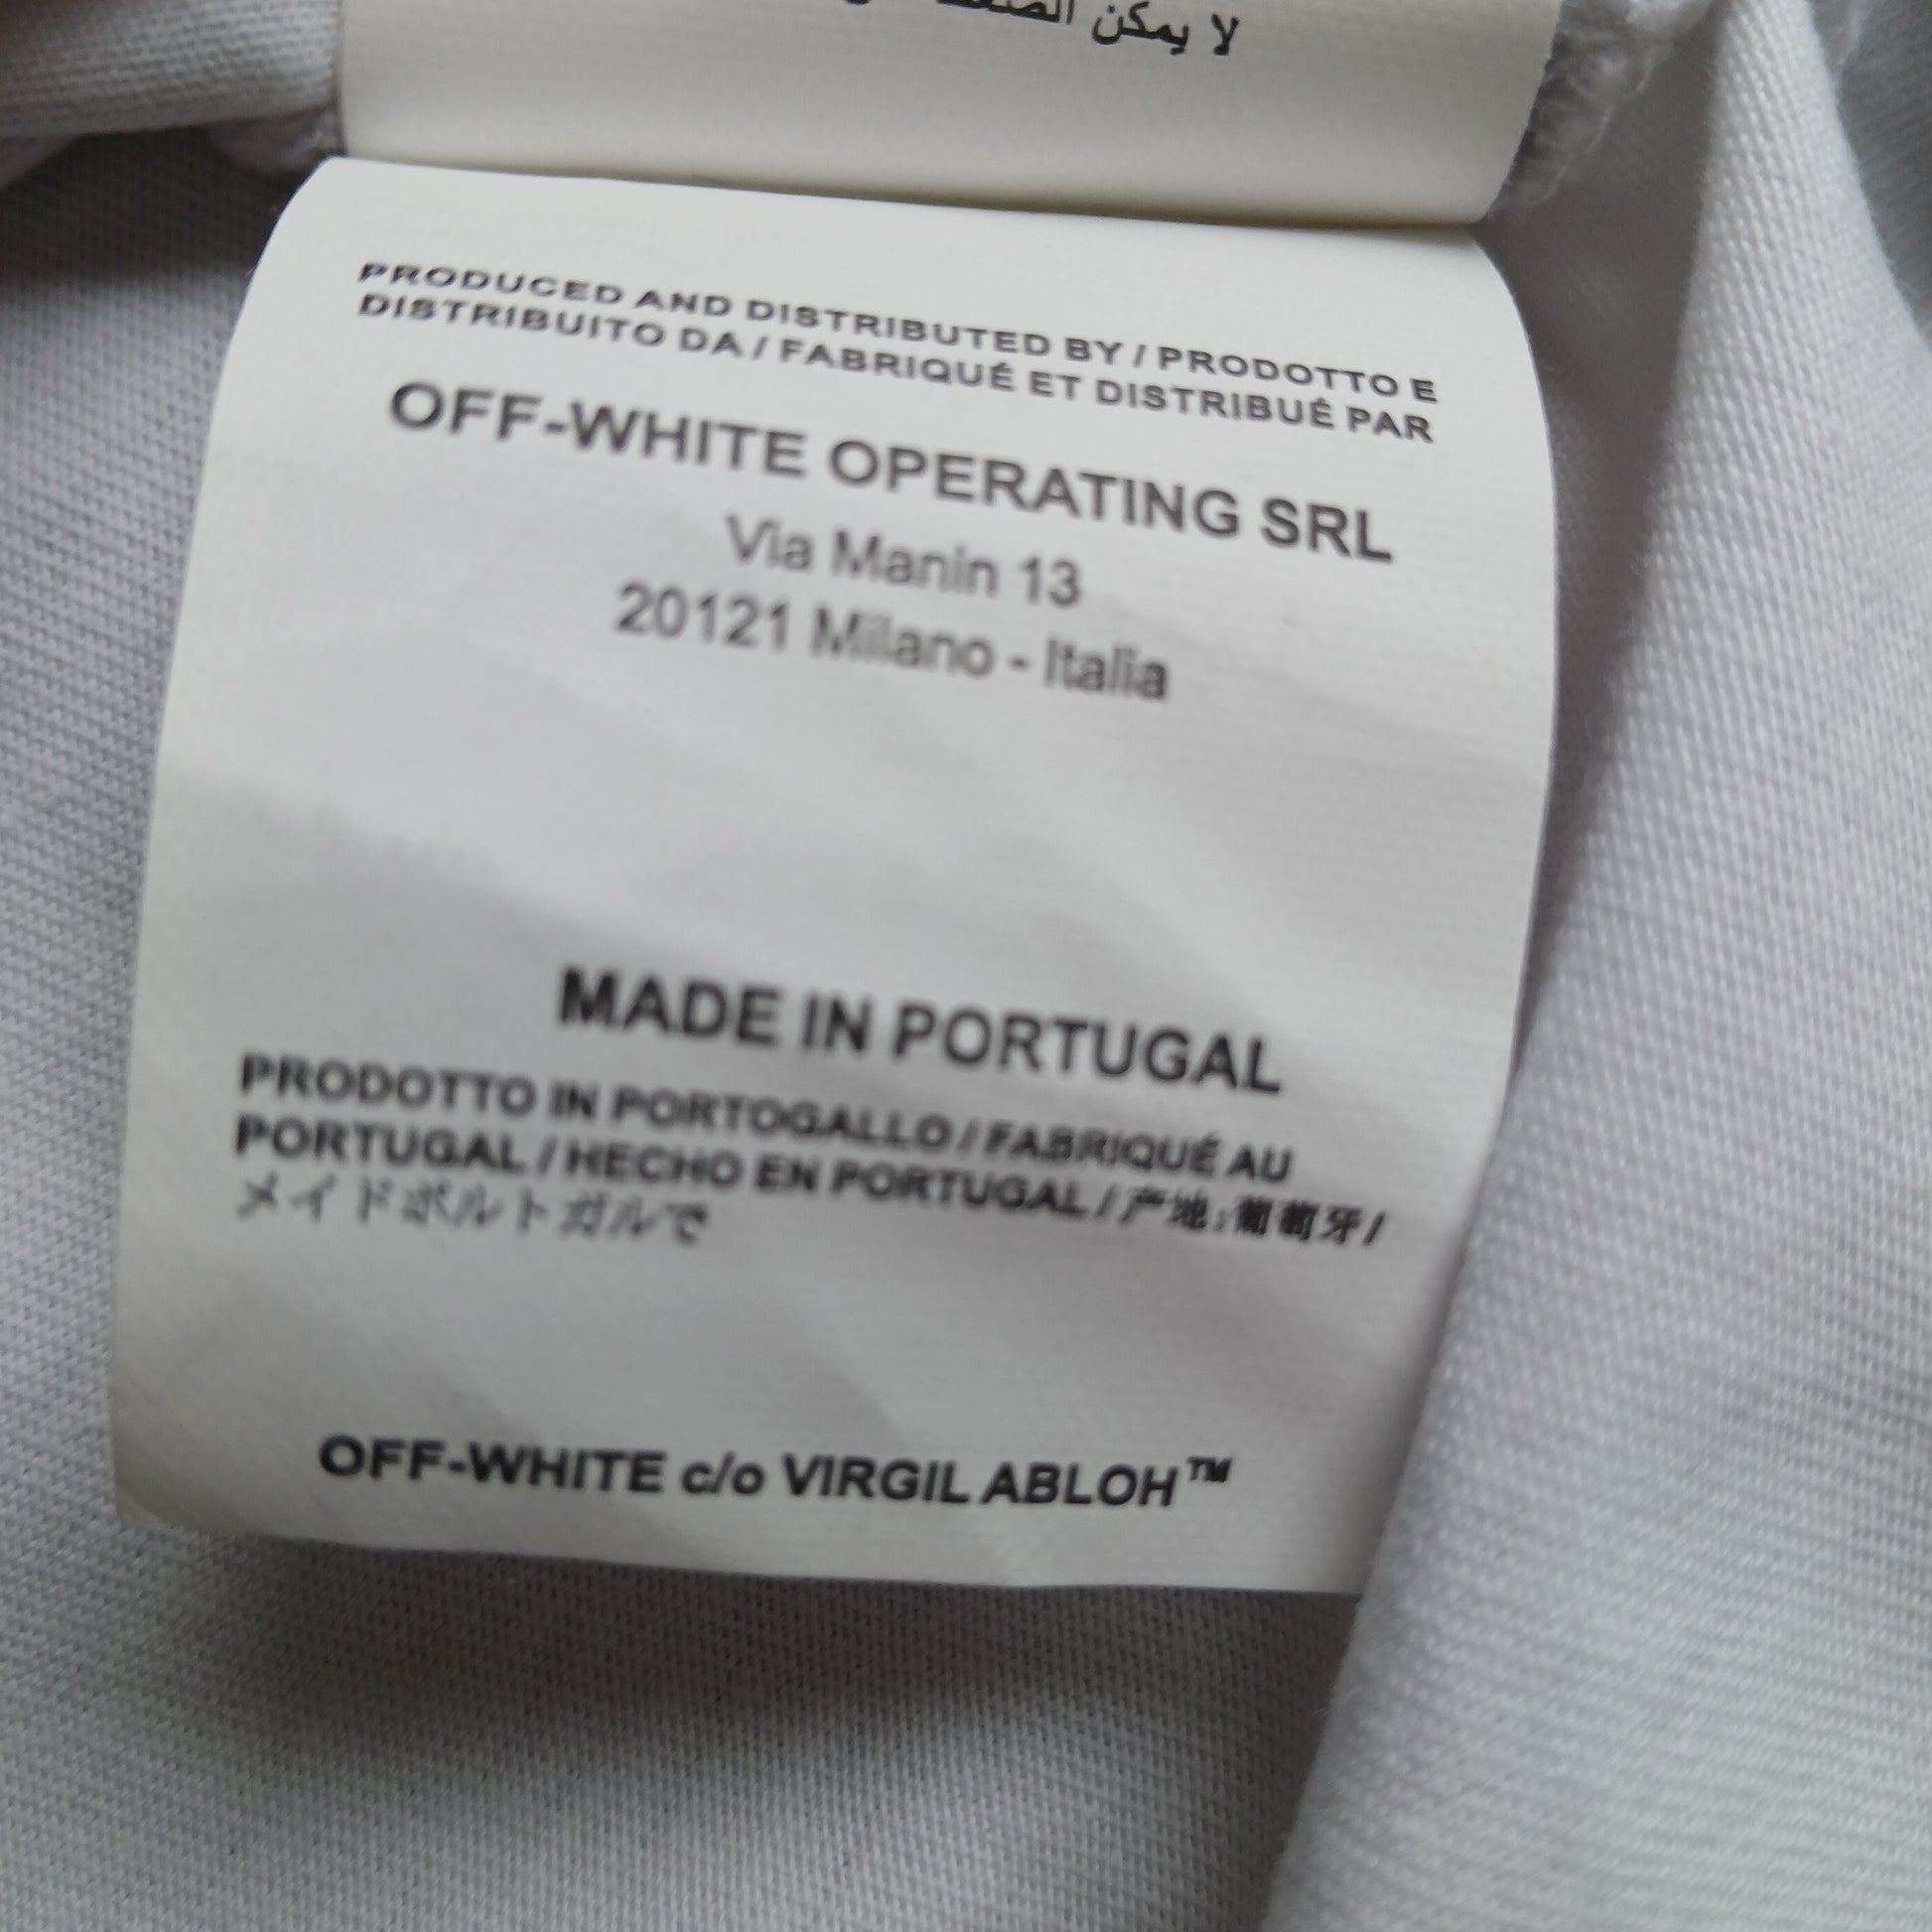 لا يمكن
PRODUCED AND DISTRIBUTED BY / PRODOTTO E
DISTRIBUITO DA / FABRIQUÉ ET DISTRIBUÉ PAR
OFF-WHITE OPERATING SRL
Via Manin 13
20121 Milano - Italia
MADE IN PORTUGAL
PRODOTTO IN PORTOGALLO / FABRIQUÉ AU
PORTUGAL / HECHO EN PORTUGAL / 产地:葡萄牙 /
メイドポルトガルで
OFF-WHITE c/o VIRGIL ABLOH™